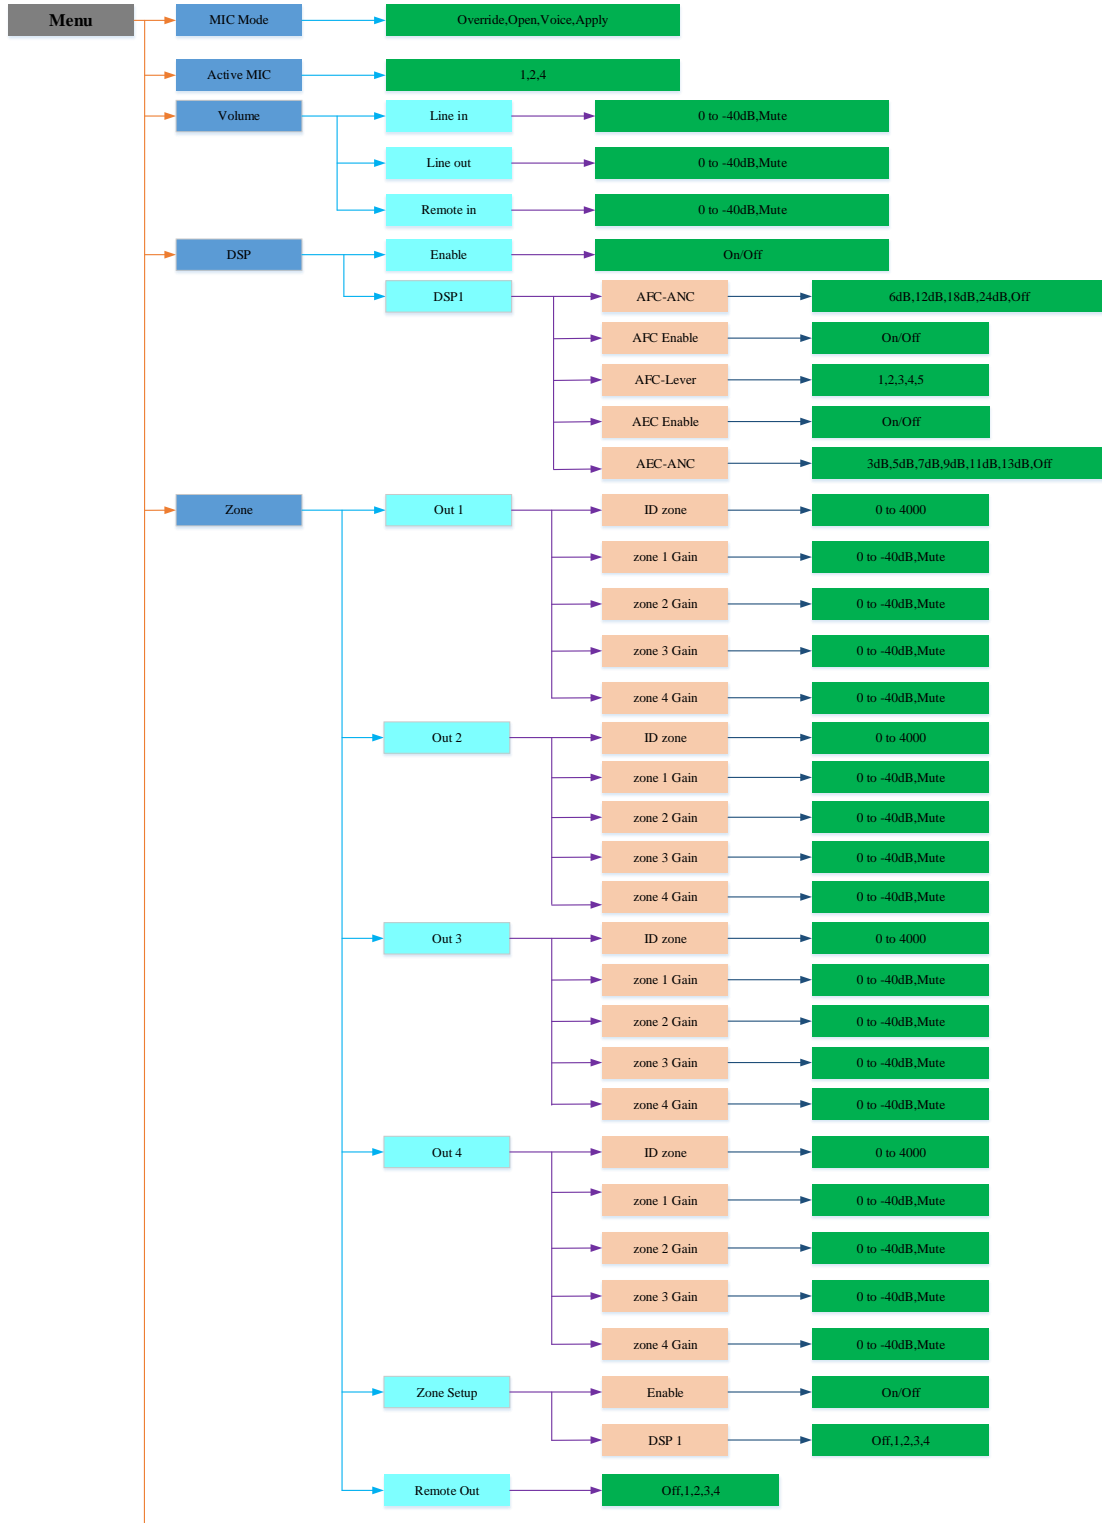 Menu
MIC Mode
Override,Open,Voice,Apply
Active MIC
1,2,4
Volume
Line in
0 to -40dB,Mute
Line out
0 to -40dB,Mute
Remote in
0 to -40dB,Mute
DSP
Enable
On/Off
DSP1
AFC-ANC
6dB,12dB,18dB,24dB,Off
AFC Enable
On/Off
AFC-Lever
1,2,3,4,5
AEC Enable
On/Off
AEC-ANC
3dB,5dB,7dB,9dB,11dB,13dB,Off
Zone
Out 1
ID zone
0 to 4000
zone 1 Gain
0 to -40dB,Mute
zone 2 Gain
0 to -40dB,Mute
zone 3 Gain
0 to -40dB,Mute
zone 4 Gain
0 to -40dB,Mute
Out 2
ID zone
0 to 4000
zone 1 Gain
0 to -40dB,Mute
zone 2 Gain
0 to -40dB,Mute
zone 3 Gain
0 to -40dB,Mute
zone 4 Gain
0 to -40dB,Mute
Out 3
ID zone
0 to 4000
zone 1 Gain
0 to -40dB,Mute
zone 2 Gain
0 to -40dB,Mute
zone 3 Gain
0 to -40dB,Mute
zone 4 Gain
0 to -40dB,Mute
Out 4
ID zone
0 to 4000
zone 1 Gain
0 to -40dB,Mute
zone 2 Gain
0 to -40dB,Mute
zone 3 Gain
0 to -40dB,Mute
zone 4 Gain
0 to -40dB,Mute
Zone Setup
Enable
On/Off
DSP 1
Off,1,2,3,4
Remote Out
Off,1,2,3,4